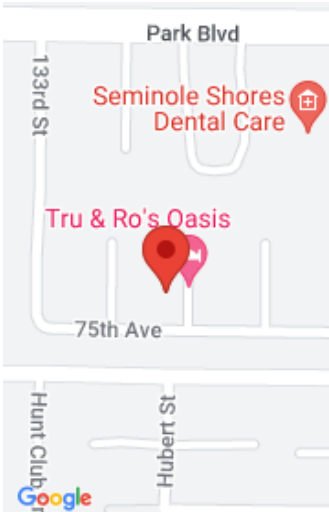 Park Blvd
133rd St
Seminole Shores
Dental Care
Tru & Ro's Oasis
75th Ave
Hunt Club
Hubert St
Google